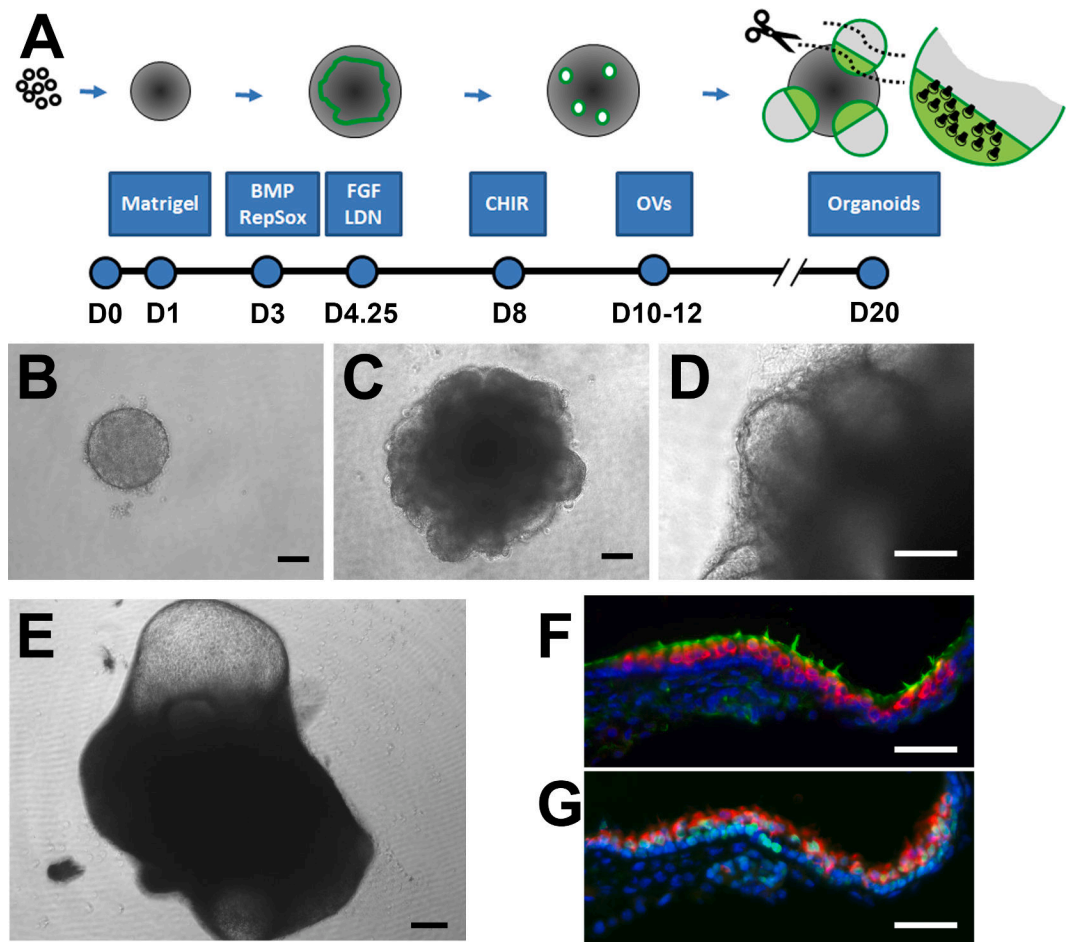 A
Matrigel
BMP
RepSox
FGF
LDN
CHIR
OVs
Organoids
D0 D1 D3 D4.25 D8 D10-12 D20
B
C
D
E
F
G